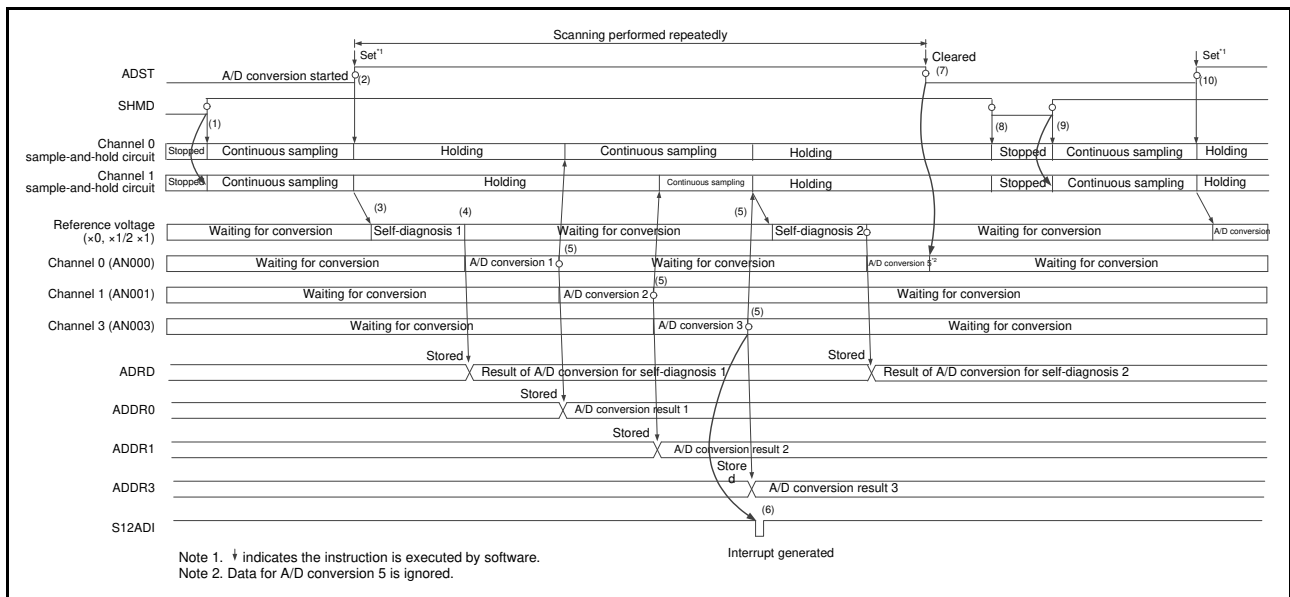 Scanning performed repeatedly
Set*1 Cleared Set*1
ADST A/D conversion started (2) (7) (10)
SHMD (1) (8) (9)
Channel 0
sample-and-hold circuit Stopped Continuous sampling Holding Continuous sampling Holding Stopped Continuous sampling Holding
Channel 1
sample-and-hold circuit Stopped Continuous sampling Holding Continuous sampling Holding Stopped Continuous sampling Holding
(3) (4) (5)
Reference voltage
(×0, ×1/2 ×1) Waiting for conversion Self-diagnosis 1 Waiting for conversion Self-diagnosis 2 Waiting for conversion A/D conversion
(5)
Channel 0 (AN000) Waiting for conversion A/D conversion 1 Waiting for conversion A/D conversion 5*2 Waiting for conversion
(5)
Channel 1 (AN001) Waiting for conversion A/D conversion 2 Waiting for conversion
(5)
Channel 3 (AN003) Waiting for conversion A/D conversion 3 Waiting for conversion
Stored Stored
ADRD Result of A/D conversion for self-diagnosis 1 Result of A/D conversion for self-diagnosis 2
Stored
ADDR0 A/D conversion result 1
Stored
ADDR1 A/D conversion result 2
Store
d
ADDR3 A/D conversion result 3
(6)
S12ADI
Interrupt generated
Note 1. ↓ indicates the instruction is executed by software.
Note 2. Data for A/D conversion 5 is ignored.